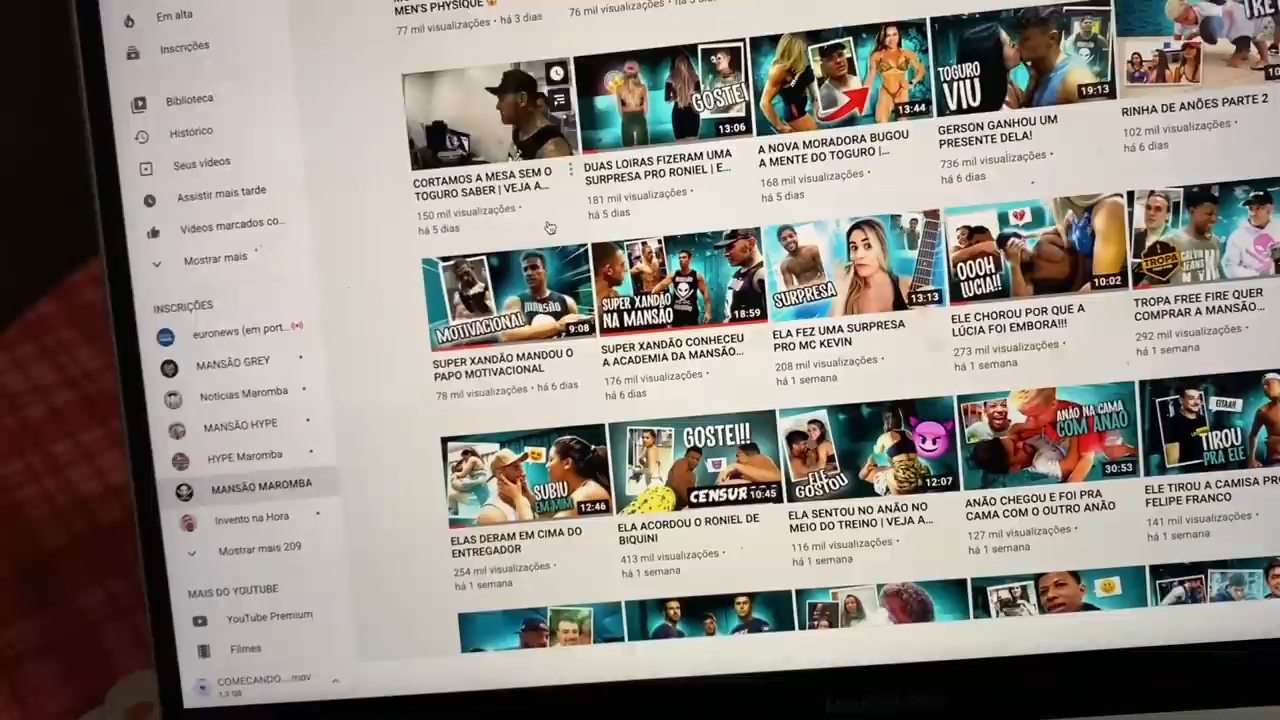 Em alta
Inscrições
Biblioteca
Histórico
Seus vídeos
Assistir mais tarde
Vídeos marcados co...
Mostrar mais
INSCRIÇÕES
euronews (em port...
MANSÃO GREY
Notícias Maromba
MANSÃO HYPE
HYPE Maromba
MANSÃO MAROMBA
Invento na Hora
Mostrar mais 209
MAIS DO YOUTUBE
YouTube Premium
Filmes
COMECANDO....mov
1,3 GB
MEN'S PHYSIQUE
77 mil visualizações • há 3 dias
76 mil visualizações •
CORTAMOS A MESA SEM O
TOGURO SABER | VEJA A...
150 mil visualizações •
há 5 dias
GOSTEI
13:06
DUAS LOIRAS FIZERAM UMA
SURPRESA PRO RONIEL | E...
181 mil visualizações •
há 5 dias
13:44
A NOVA MORADORA BUGOU
A MENTE DO TOGURO |...
168 mil visualizações •
há 5 dias
TOGURO
VIU
19:13
GERSON GANHOU UM
PRESENTE DELA!
736 mil visualizações •
há 6 dias
TRE
10
RINHA DE ANÕES PARTE 2
102 mil visualizações •
há 6 dias
MOTIVACIONAL
MANSÃO
9:08
SUPER XANDÃO MANDOU O
PAPO MOTIVACIONAL
78 mil visualizações • há 6 dias
SUPER XANDÃO
NA MANSÃO
18:59
SUPER XANDÃO CONHECEU
A ACADEMIA DA MANSÃO...
176 mil visualizações •
há 6 dias
SURPRESA
13:13
ELA FEZ UMA SURPRESA
PRO MC KEVIN
208 mil visualizações •
há 1 semana
OOOH
LUCIA!!
10:02
ELE CHOROU POR QUE A
LÚCIA FOI EMBORA!!!
273 mil visualizações •
há 1 semana
TROPA
CALVIN
JEANS
TROPA FREE FIRE QUER
COMPRAR A MANSÃO...
292 mil visualizações •
há 1 semana
SUBIU
EM MIM
12:46
ELAS DERAM EM CIMA DO
ENTREGADOR
254 mil visualizações •
há 1 semana
GOSTEI!!!
CENSUR
10:45
ELA ACORDOU O RONIEL DE
BIQUINI
413 mil visualizações •
há 1 semana
ELE
GOSTOU
12:07
ELA SENTOU NO ANÃO NO
MEIO DO TREINO | VEJA A...
116 mil visualizações •
há 1 semana
ANÃO NA CAMA
COM ANÃO
30:53
ANÃO CHEGOU E FOI PRA
CAMA COM O OUTRO ANÃO
127 mil visualizações •
há 1 semana
EITA!!!
TIROU
PRA ELE
ELE TIROU A CAMISA PR
FELIPE FRANCO
141 mil visualizações •
há 1 semana